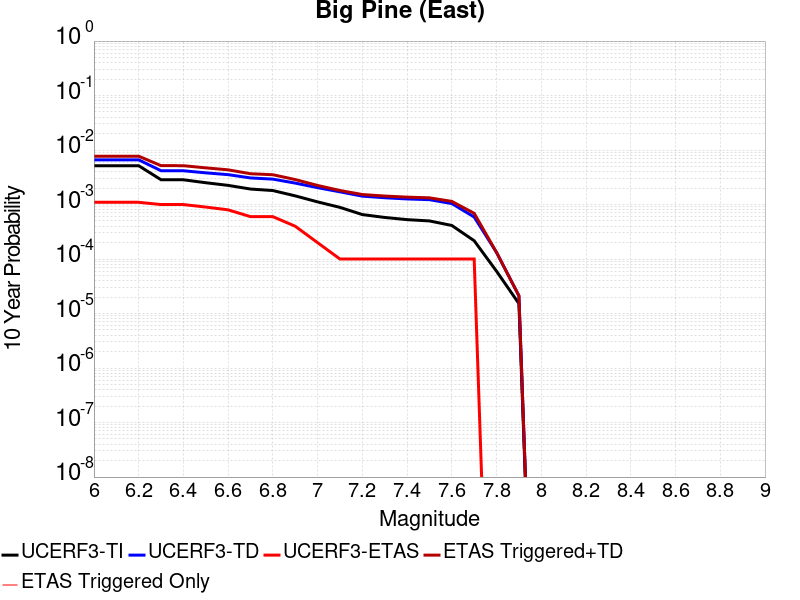 Big Pine (East)
10^0
10^-1
10^-2
10^-3
10^-4
10^-5
10^-6
10^-7
10^-8
10 Year Probability
6 6.2 6.4 6.6 6.8 7 7.2 7.4 7.6 7.8 8 8.2 8.4 8.6 8.8 9
Magnitude
UCERF3-TI UCERF3-TD UCERF3-ETAS ETAS Triggered+TD
ETAS Triggered Only